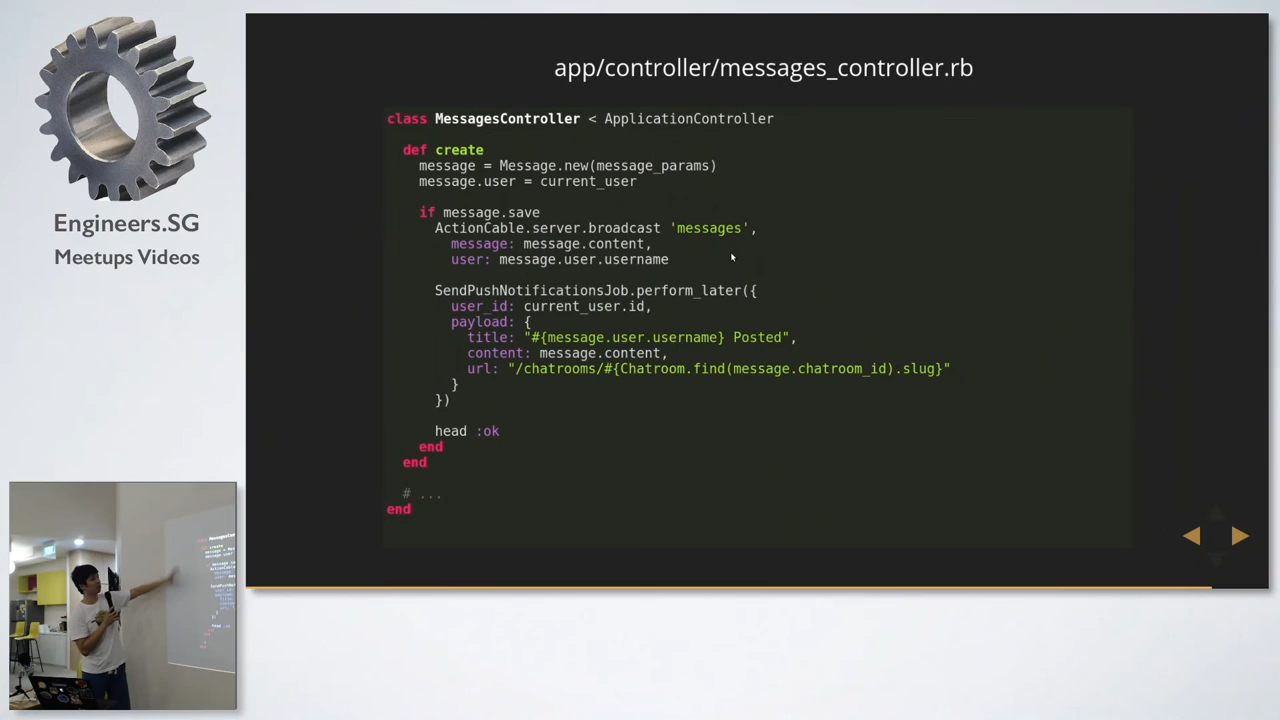 Engineers.SG
Meetups Videos
app/controller/messages_controller.rb
class MessagesController < ApplicationController
  def create
    message = Message.new(message_params)
    message.user = current_user
    if message.save
      ActionCable.server.broadcast 'messages',
        message: message.content,
        user: message.user.username
      SendPushNotificationsJob.perform_later({
        user_id: current_user.id,
        payload: {
          title: "#{message.user.username} Posted",
          content: message.content,
          url: "/chatrooms/#{Chatroom.find(message.chatroom_id).slug}"
        }
      })
      head :ok
    end
  end
  # ...
end